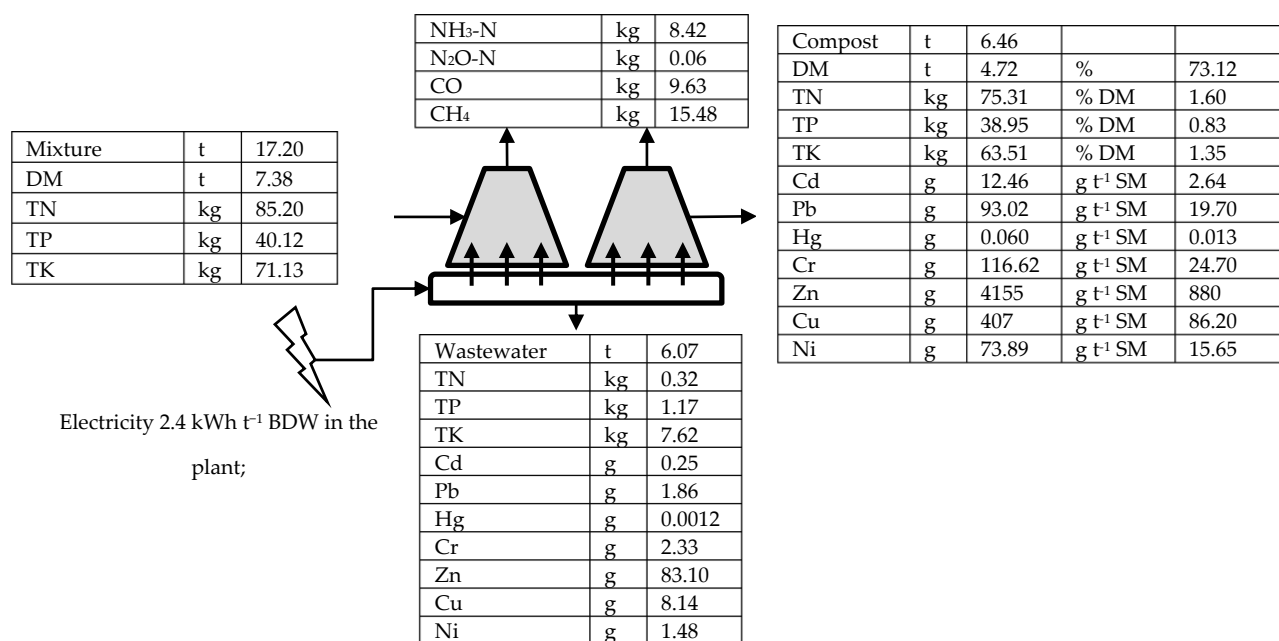 NH₃-N kg 8.42
N₂O-N kg 0.06
CO kg 9.63
CH₄ kg 15.48
Mixture t 17.20
DM t 7.38
TN kg 85.20
TP kg 40.12
TK kg 71.13
Compost t 6.46
DM t 4.72 % 73.12
TN kg 75.31 % DM 1.60
TP kg 38.95 % DM 0.83
TK kg 63.51 % DM 1.35
Cd g 12.46 g t⁻¹ SM 2.64
Pb g 93.02 g t⁻¹ SM 19.70
Hg g 0.060 g t⁻¹ SM 0.013
Cr g 116.62 g t⁻¹ SM 24.70
Zn g 4155 g t⁻¹ SM 880
Cu g 407 g t⁻¹ SM 86.20
Ni g 73.89 g t⁻¹ SM 15.65
Electricity 2.4 kWh t⁻¹ BDW in the
plant;
Wastewater t 6.07
TN kg 0.32
TP kg 1.17
TK kg 7.62
Cd g 0.25
Pb g 1.86
Hg g 0.0012
Cr g 2.33
Zn g 83.10
Cu g 8.14
Ni g 1.48